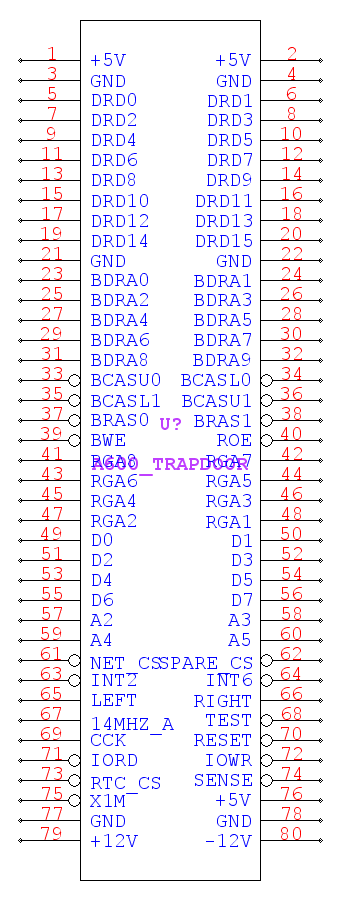 1 +5V +5V 2
3 GND GND 4
5 DRD0 DRD1 6
7 DRD2 DRD3 8
9 DRD4 DRD5 10
11 DRD6 DRD7 12
13 DRD8 DRD9 14
15 DRD10 DRD11 16
17 DRD12 DRD13 18
19 DRD14 DRD15 20
21 GND GND 22
23 BDRA0 BDRA1 24
25 BDRA2 BDRA3 26
27 BDRA4 BDRA5 28
29 BDRA6 BDRA7 30
31 BDRA8 BDRA9 32
33 BCASU0 BCASL0 34
35 BCASL1 BCASU1 36
37 BRAS0 U? BRAS1 38
39 BWE ROE 40
41 RGA8 RGA7 42
A600_TRAPDOOR
43 RGA6 RGA5 44
45 RGA4 RGA3 46
47 RGA2 RGA1 48
49 D0 D1 50
51 D2 D3 52
53 D4 D5 54
55 D6 D7 56
57 A2 A3 58
59 A4 A5 60
61 NET_CS SPARE_CS 62
63 INT2 INT6 64
65 LEFT RIGHT 66
67 14MHZ_A TEST 68
69 CCK RESET 70
71 IORD IOWR 72
73 RTC_CS SENSE 74
75 X1M +5V 76
77 GND GND 78
79 +12V -12V 80